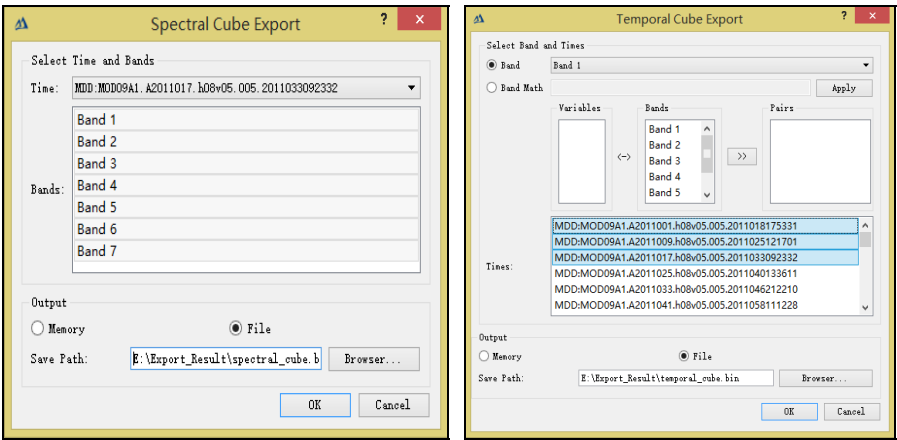 Spectral Cube Export
Select Time and Bands
Time: MDD:MOD09A1.A2011017.h08v05.005.2011033092332
Bands:
Band 1
Band 2
Band 3
Band 4
Band 5
Band 6
Band 7
Output
Memory File
Save Path: E:\Export_Result\spectral_cube.b Browser...
OK Cancel
Temporal Cube Export
Select Band and Times
Band Band 1
Band Math Apply
Variables Bands Pairs
<-> >>
Band 1
Band 2
Band 3
Band 4
Band 5
Times:
MDD:MOD09A1.A2011001.h08v05.005.2011018175331
MDD:MOD09A1.A2011009.h08v05.005.2011025121701
MDD:MOD09A1.A2011017.h08v05.005.2011033092332
MDD:MOD09A1.A2011025.h08v05.005.2011040133611
MDD:MOD09A1.A2011033.h08v05.005.2011046212210
MDD:MOD09A1.A2011041.h08v05.005.2011058111228
Output
Memory File
Save Path: E:\Export_Result\temporal_cube.bin Browser...
OK Cancel